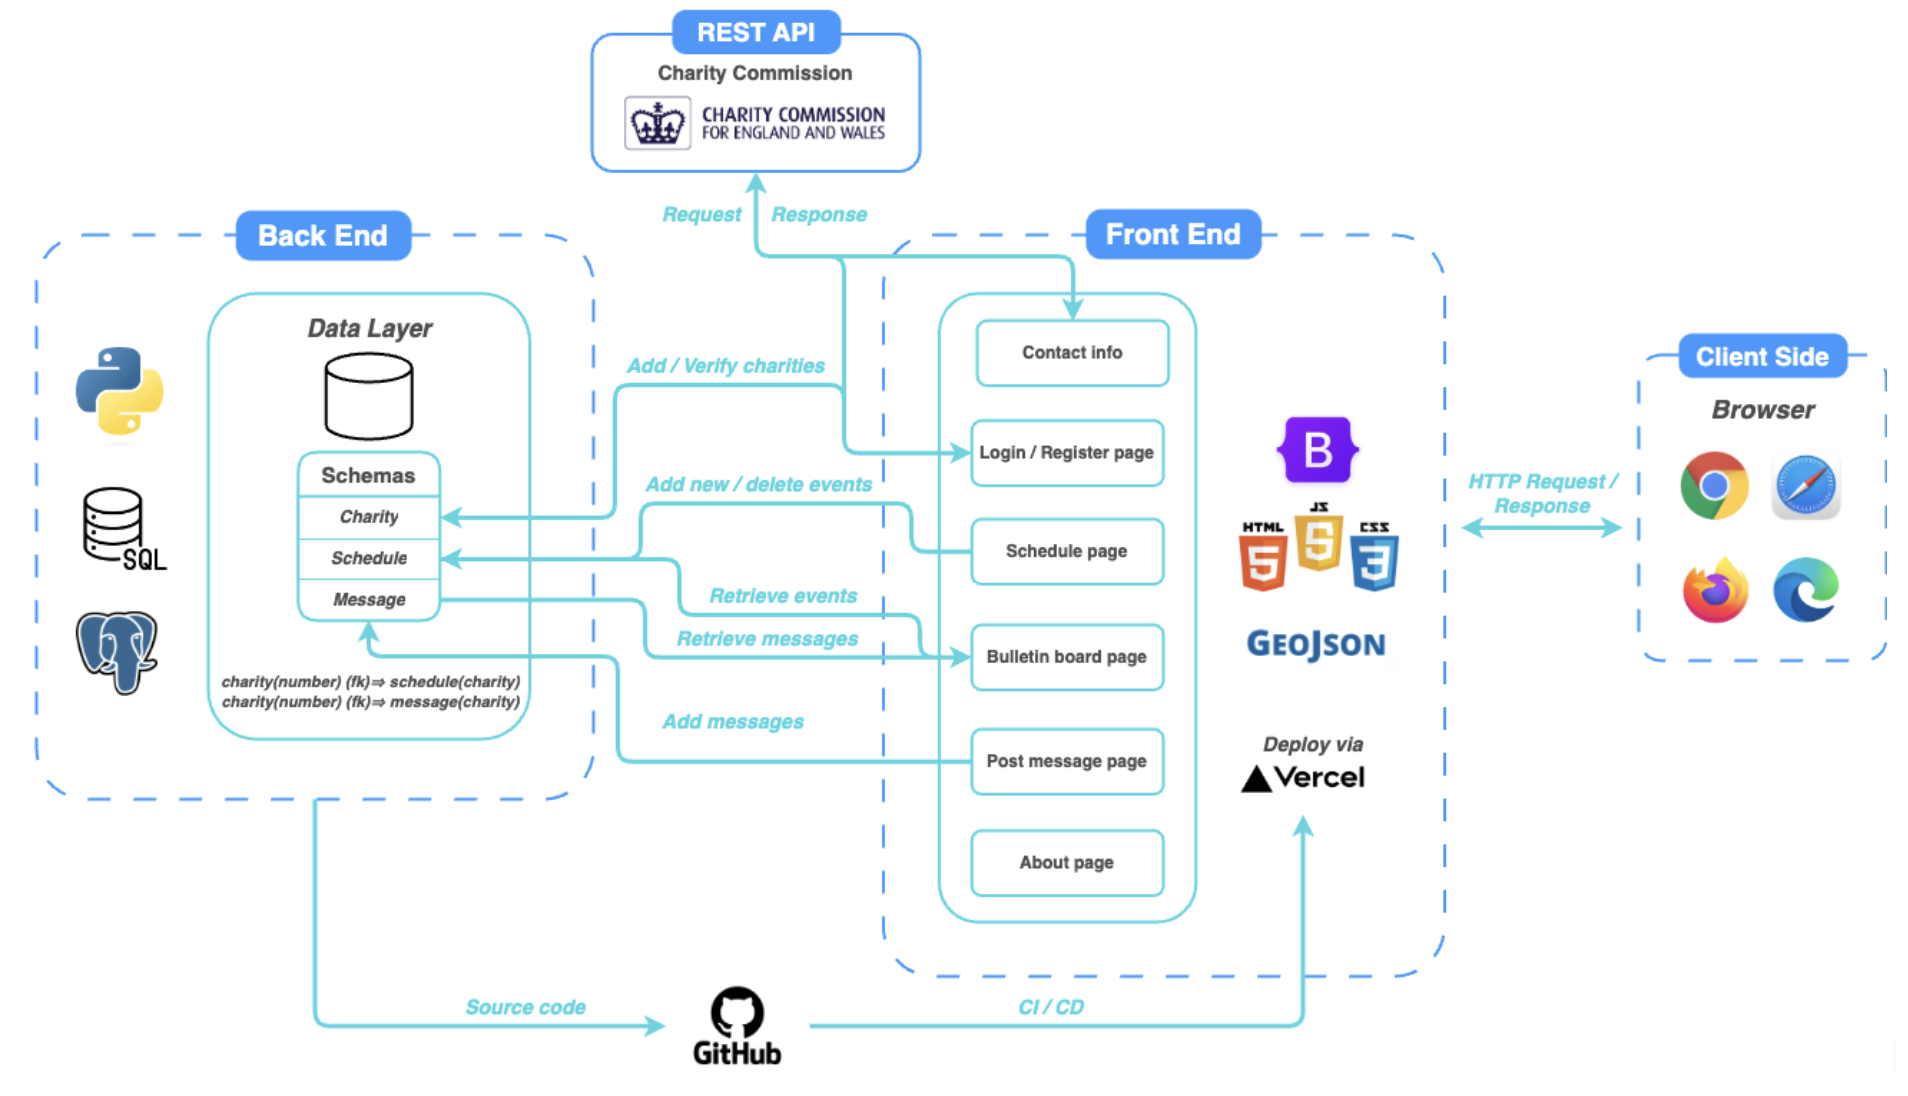 REST API
Charity Commission
CHARITY COMMISSION
FOR ENGLAND AND WALES
Request
Response
Back End
Data Layer
Schemas
Charity
Schedule
Message
charity(number) (fk)⇒ schedule(charity)
charity(number) (fk)⇒ message(charity)
SQL
Add / Verify charities
Add new / delete events
Retrieve events
Retrieve messages
Add messages
Front End
Contact info
Login / Register page
Schedule page
Bulletin board page
Post message page
About page
B
HTML
5
JS
5
CSS
3
GEOJSON
Deploy via
Vercel
HTTP Request /
Response
Client Side
Browser
Source code
GitHub
CI / CD